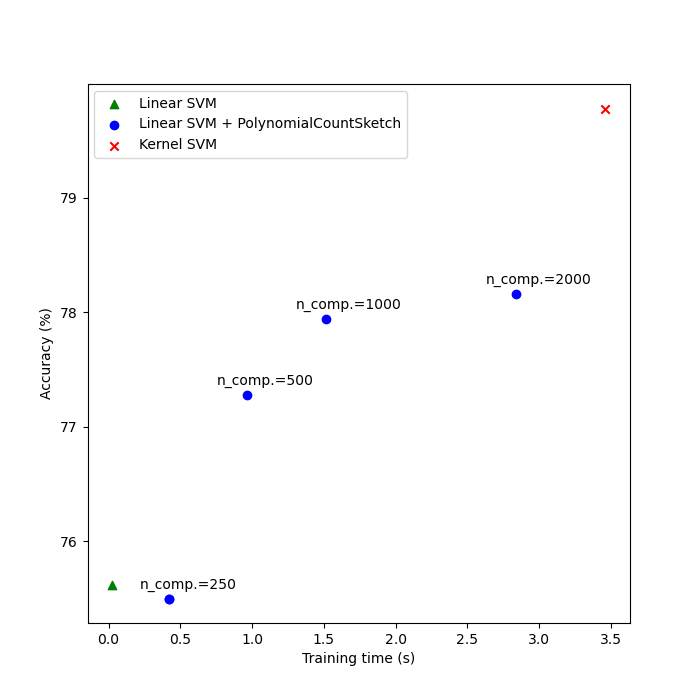 Linear SVM
Linear SVM + PolynomialCountSketch
Kernel SVM
79
n_comp.=2000
78
n_comp.=1000
n_comp.=500
77
76
n_comp.=250
Accuracy (%)
0.0 0.5 1.0 1.5 2.0 2.5 3.0 3.5
Training time (s)